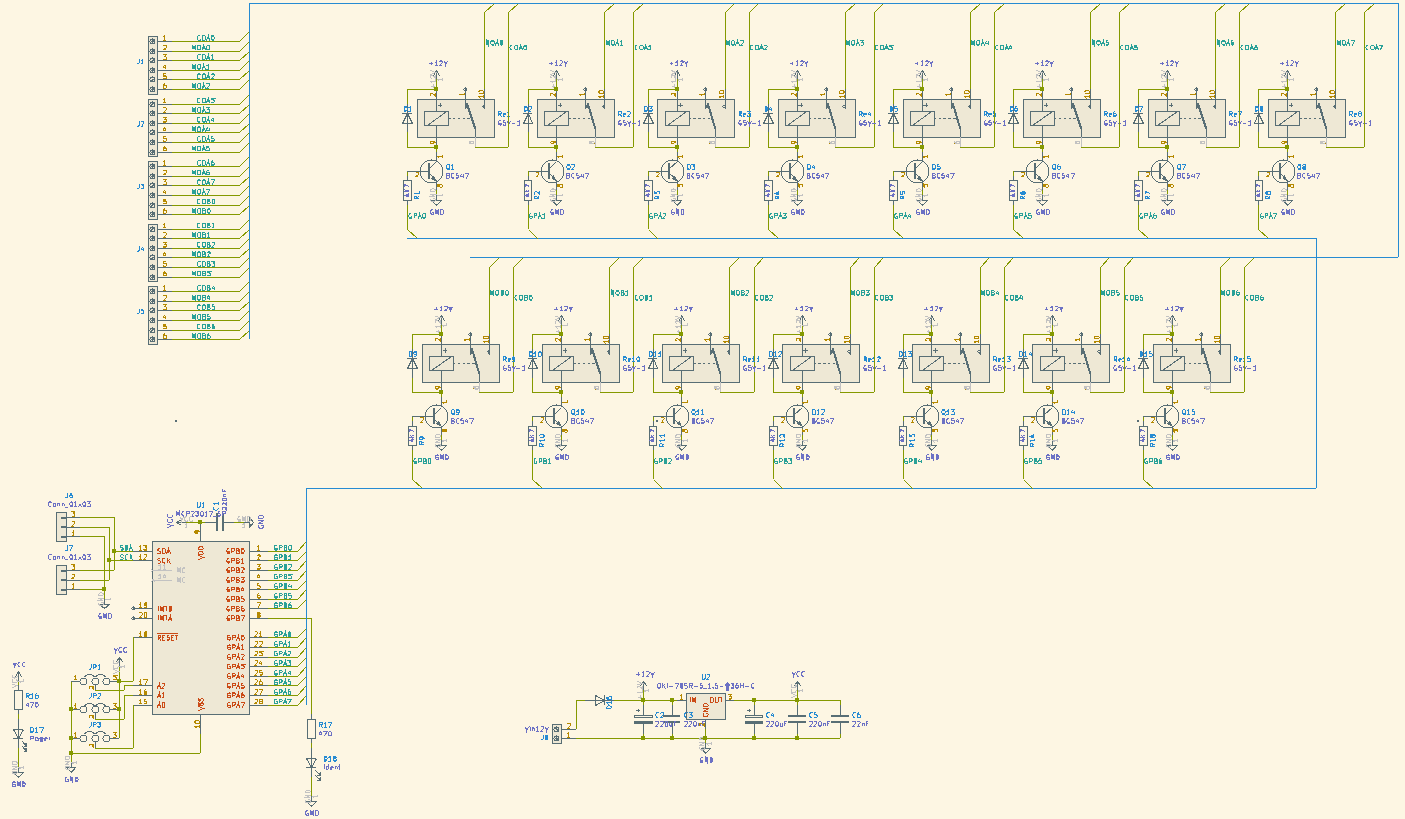 J1
1 COA0
2 MOA0
3 COA1
4 MOA1
5 COA2
6 MOA2
1 COA3
2 MOA3
3 COA4
4 MOA4
5 COA5
6 MOA5
J3
1 COA6
2 MOA6
3 COA7
4 MOA7
5 COB0
6 MOB0
J4
1 COB1
2 MOB1
3 COB2
4 MOB2
5 COB3
6 MOB3
J5
1 COB4
2 MOB4
3 COB5
4 MOB5
5 COB6
6 MOB6
MOA0 COA0 MOA1 COA1 MOA2 COA2 MOA3 COA3 MOA4 COA4 MOA5 COA5 MOA6 COA6 MOA7 COA7
+12V +12V +12V +12V +12V +12V +12V +12V
D1 D2 D3 D4 D5 D6 D7 D8
Re1 Re2 Re3 Re4 Re5 Re6 Re7 Re8
G5V-1 G5V-1 G5V-1 G5V-1 G5V-1 G5V-1 G5V-1 G5V-1
Q1 Q2 Q3 Q4 Q5 Q6 Q7 Q8
BC547 BC547 BC547 BC547 BC547 BC547 BC547 BC547
R1 R2 R3 R4 R5 R6 R7 R8
4k7 4k7 4k7 4k7 4k7 4k7 4k7 4k7
GND GND GND GND GND GND GND GND
GPA0 GPA1 GPA2 GPA3 GPA4 GPA5 GPA6 GPA7
MOB0 COB0 MOB1 COB1 MOB2 COB2 MOB3 COB3 MOB4 COB4 MOB5 COB5 MOB6 COB6
+12V +12V +12V +12V +12V +12V +12V
D9 D10 D11 D12 D13 D14 D15
Re9 Re10 Re11 Re12 Re13 Re14 Re15
G5V-1 G5V-1 G5V-1 G5V-1 G5V-1 G5V-1 G5V-1
Q9 Q10 Q11 Q12 Q13 Q14 Q15
BC547 BC547 BC547 BC547 BC547 BC547 BC547
R9 R10 R11 R12 R13 R14
4k7 4k7 4k7 4k7 4k7 4k7 4k7
GND GND GND GND GND GND GND
GPB0 GPB1 GPB2 GPB3 GPB4 GPB5 GPB6
J6
Conn_01x03
3
2
1
J7
Conn_01x03
3
2
1
GND
U1
VCC
C1
220nF
GND
VDD
SDA 13 SDA
SCK 12 SCK
11 NC
14 NC
19 INTB
20 INTA
18 RESET
17 A2
16 A1
15 A0
VSS
10
GPB0 1 GPB0
GPB1 2 GPB1
GPB2 3 GPB2
GPB3 4 GPB3
GPB4 5 GPB4
GPB5 6 GPB5
GPB6 7 GPB6
GPB7 8
GPA0 21 GPA0
GPA1 22 GPA1
GPA2 23 GPA2
GPA3 24 GPA3
GPA4 25 GPA4
GPA5 26 GPA5
GPA6 27 GPA6
GPA7 28 GPA7
VCC
R16
470
D17
Power
GND
VCC
JP1
JP2
JP3
GND
R17
470
D18
Ident
GND
Vin12V
J8
2
1
+12V
U2
OKI-78SR-5_1.5-W36H-C
1 IN OUT 3
GND
VCC
C2
220uF
C3
220nF
C4
220uF
C5
220nF
C6
22nF
GND